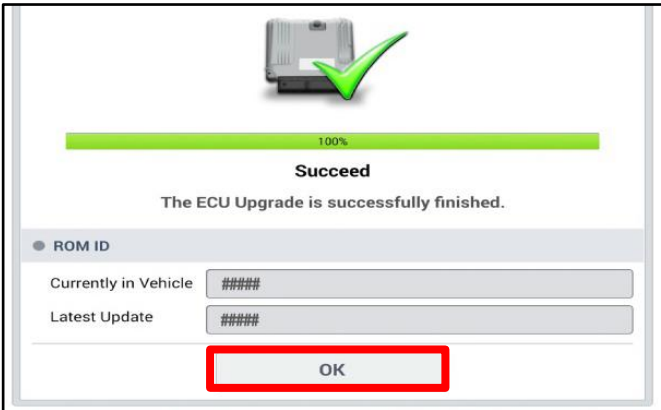 100%
Succeed
The ECU Upgrade is successfully finished.
ROM ID
Currently in Vehicle #####
Latest Update #####
OK